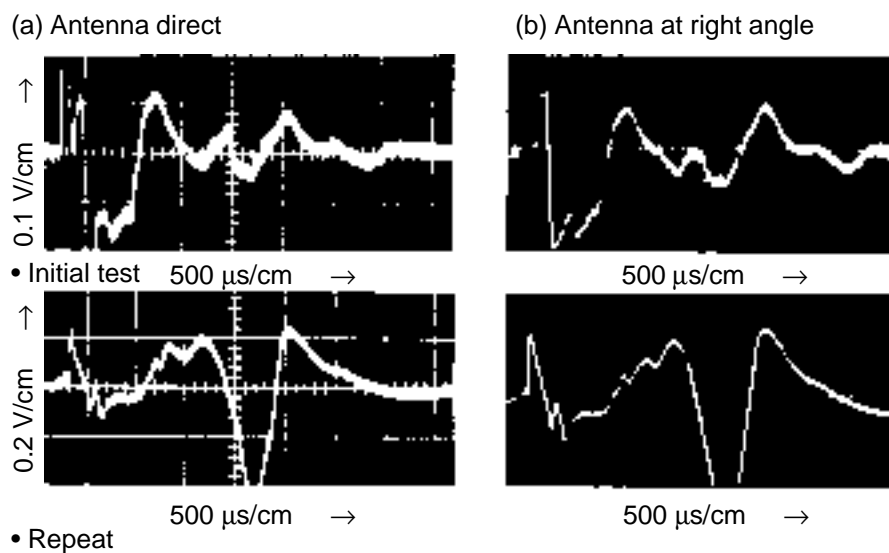 (a) Antenna direct
(b) Antenna at right angle
0.1 V/cm →
• Initial test 500 μs/cm →
500 μs/cm →
0.2 V/cm →
500 μs/cm →
500 μs/cm →
• Repeat